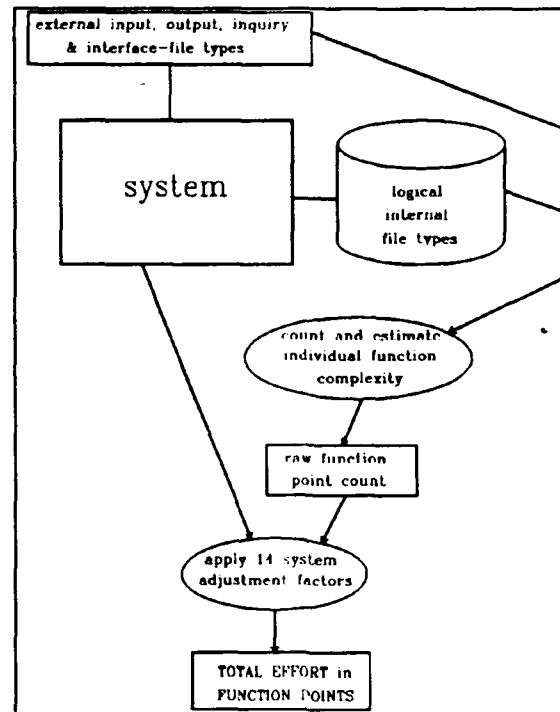 external input, output, inquiry
& interface-file types
system
logical
internal
file types
count and estimate
individual function
complexity
raw function
point count
apply 14 system
adjustment factors
TOTAL EFFORT in
FUNCTION POINTS